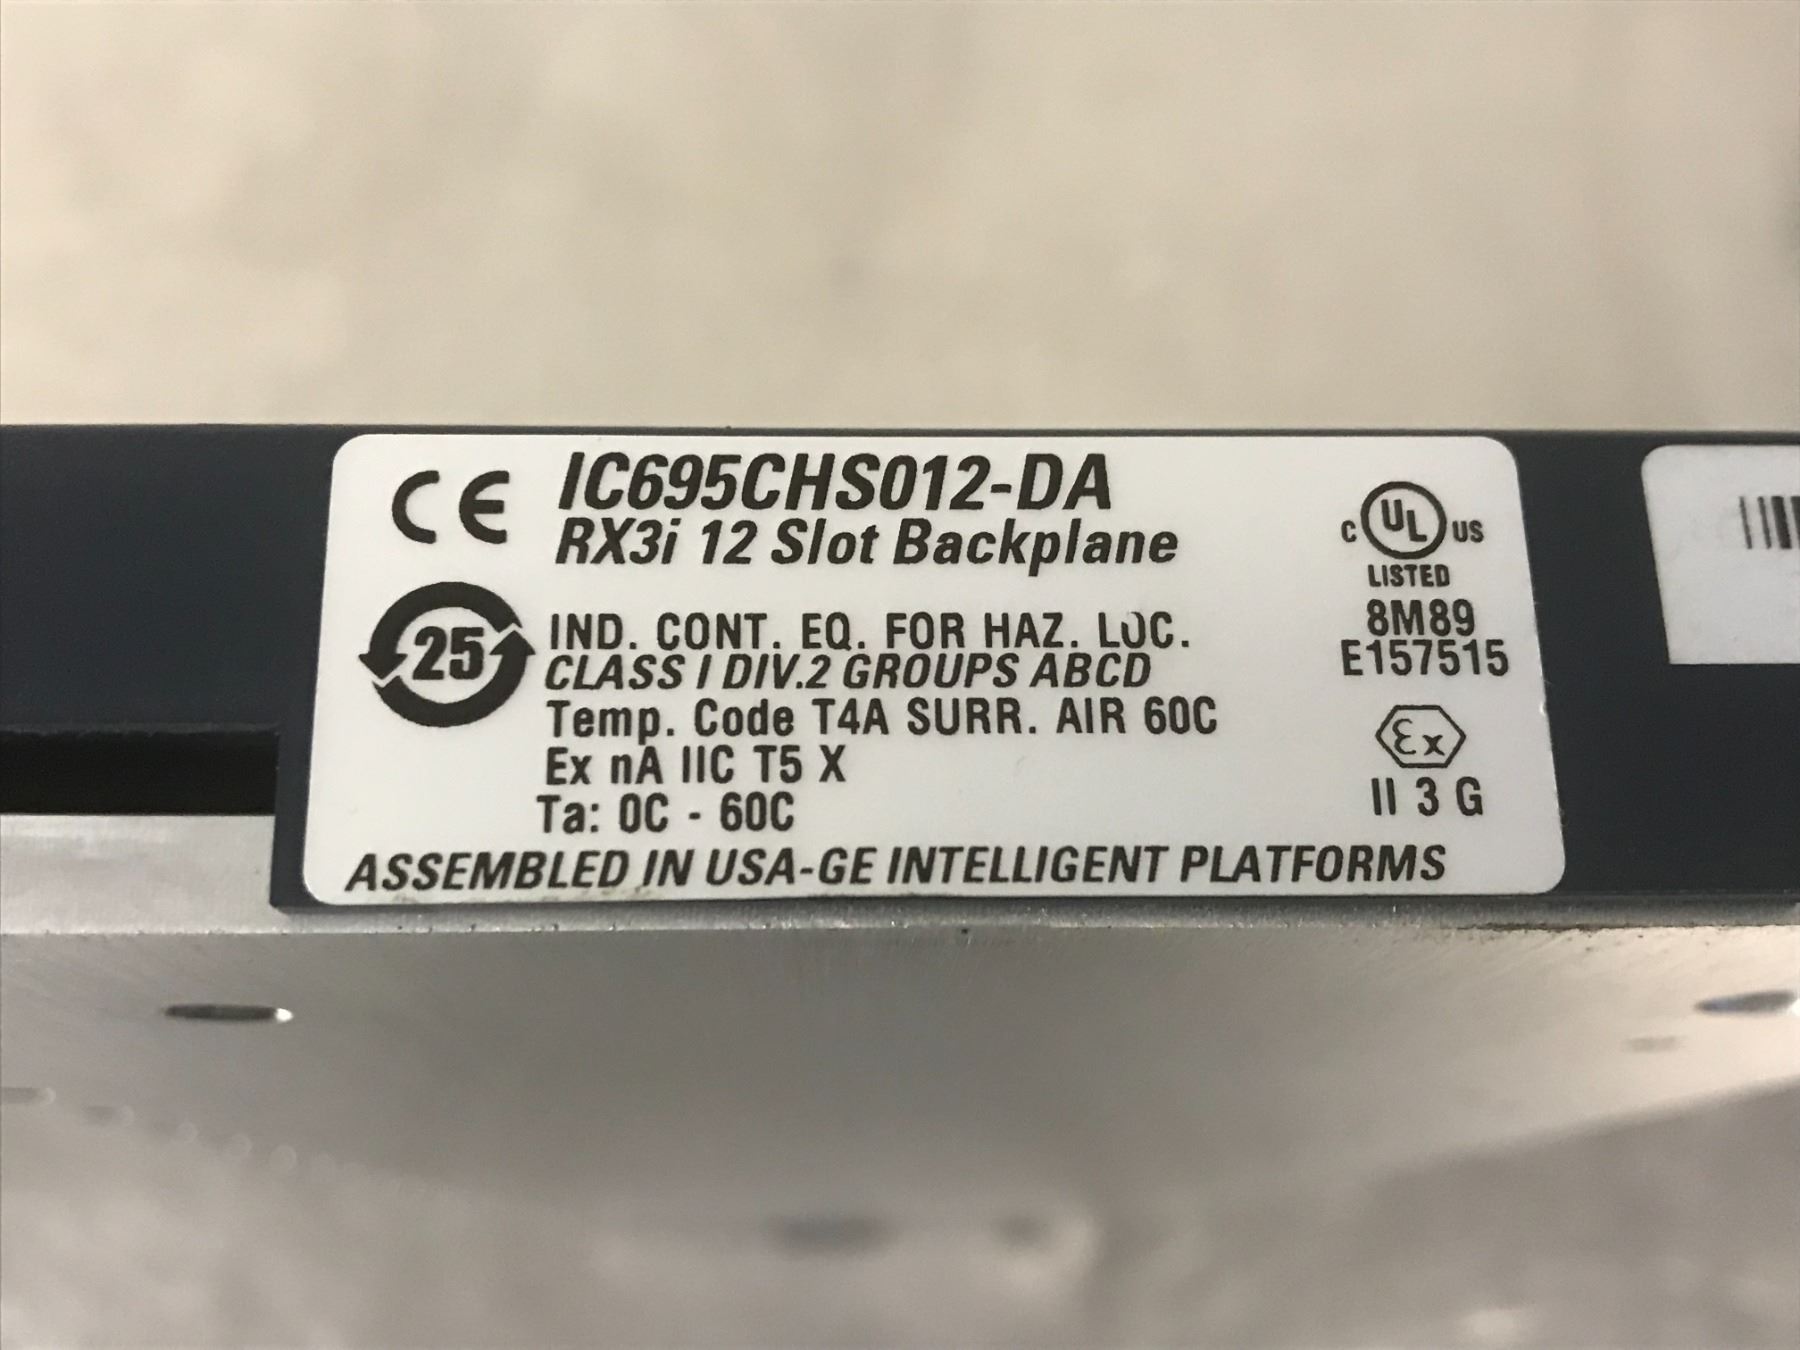 CE
IC695CHS012-DA
RX3i 12 Slot Backplane
25
IND. CONT. EQ. FOR HAZ. LOC.
CLASS I DIV.2 GROUPS ABCD
Temp. Code T4A SURR. AIR 60C
Ex nA IIC T5 X
Ta: 0C - 60C
C UL US
LISTED
8M89
E157515
Ex
II 3 G
ASSEMBLED IN USA-GE INTELLIGENT PLATFORMS